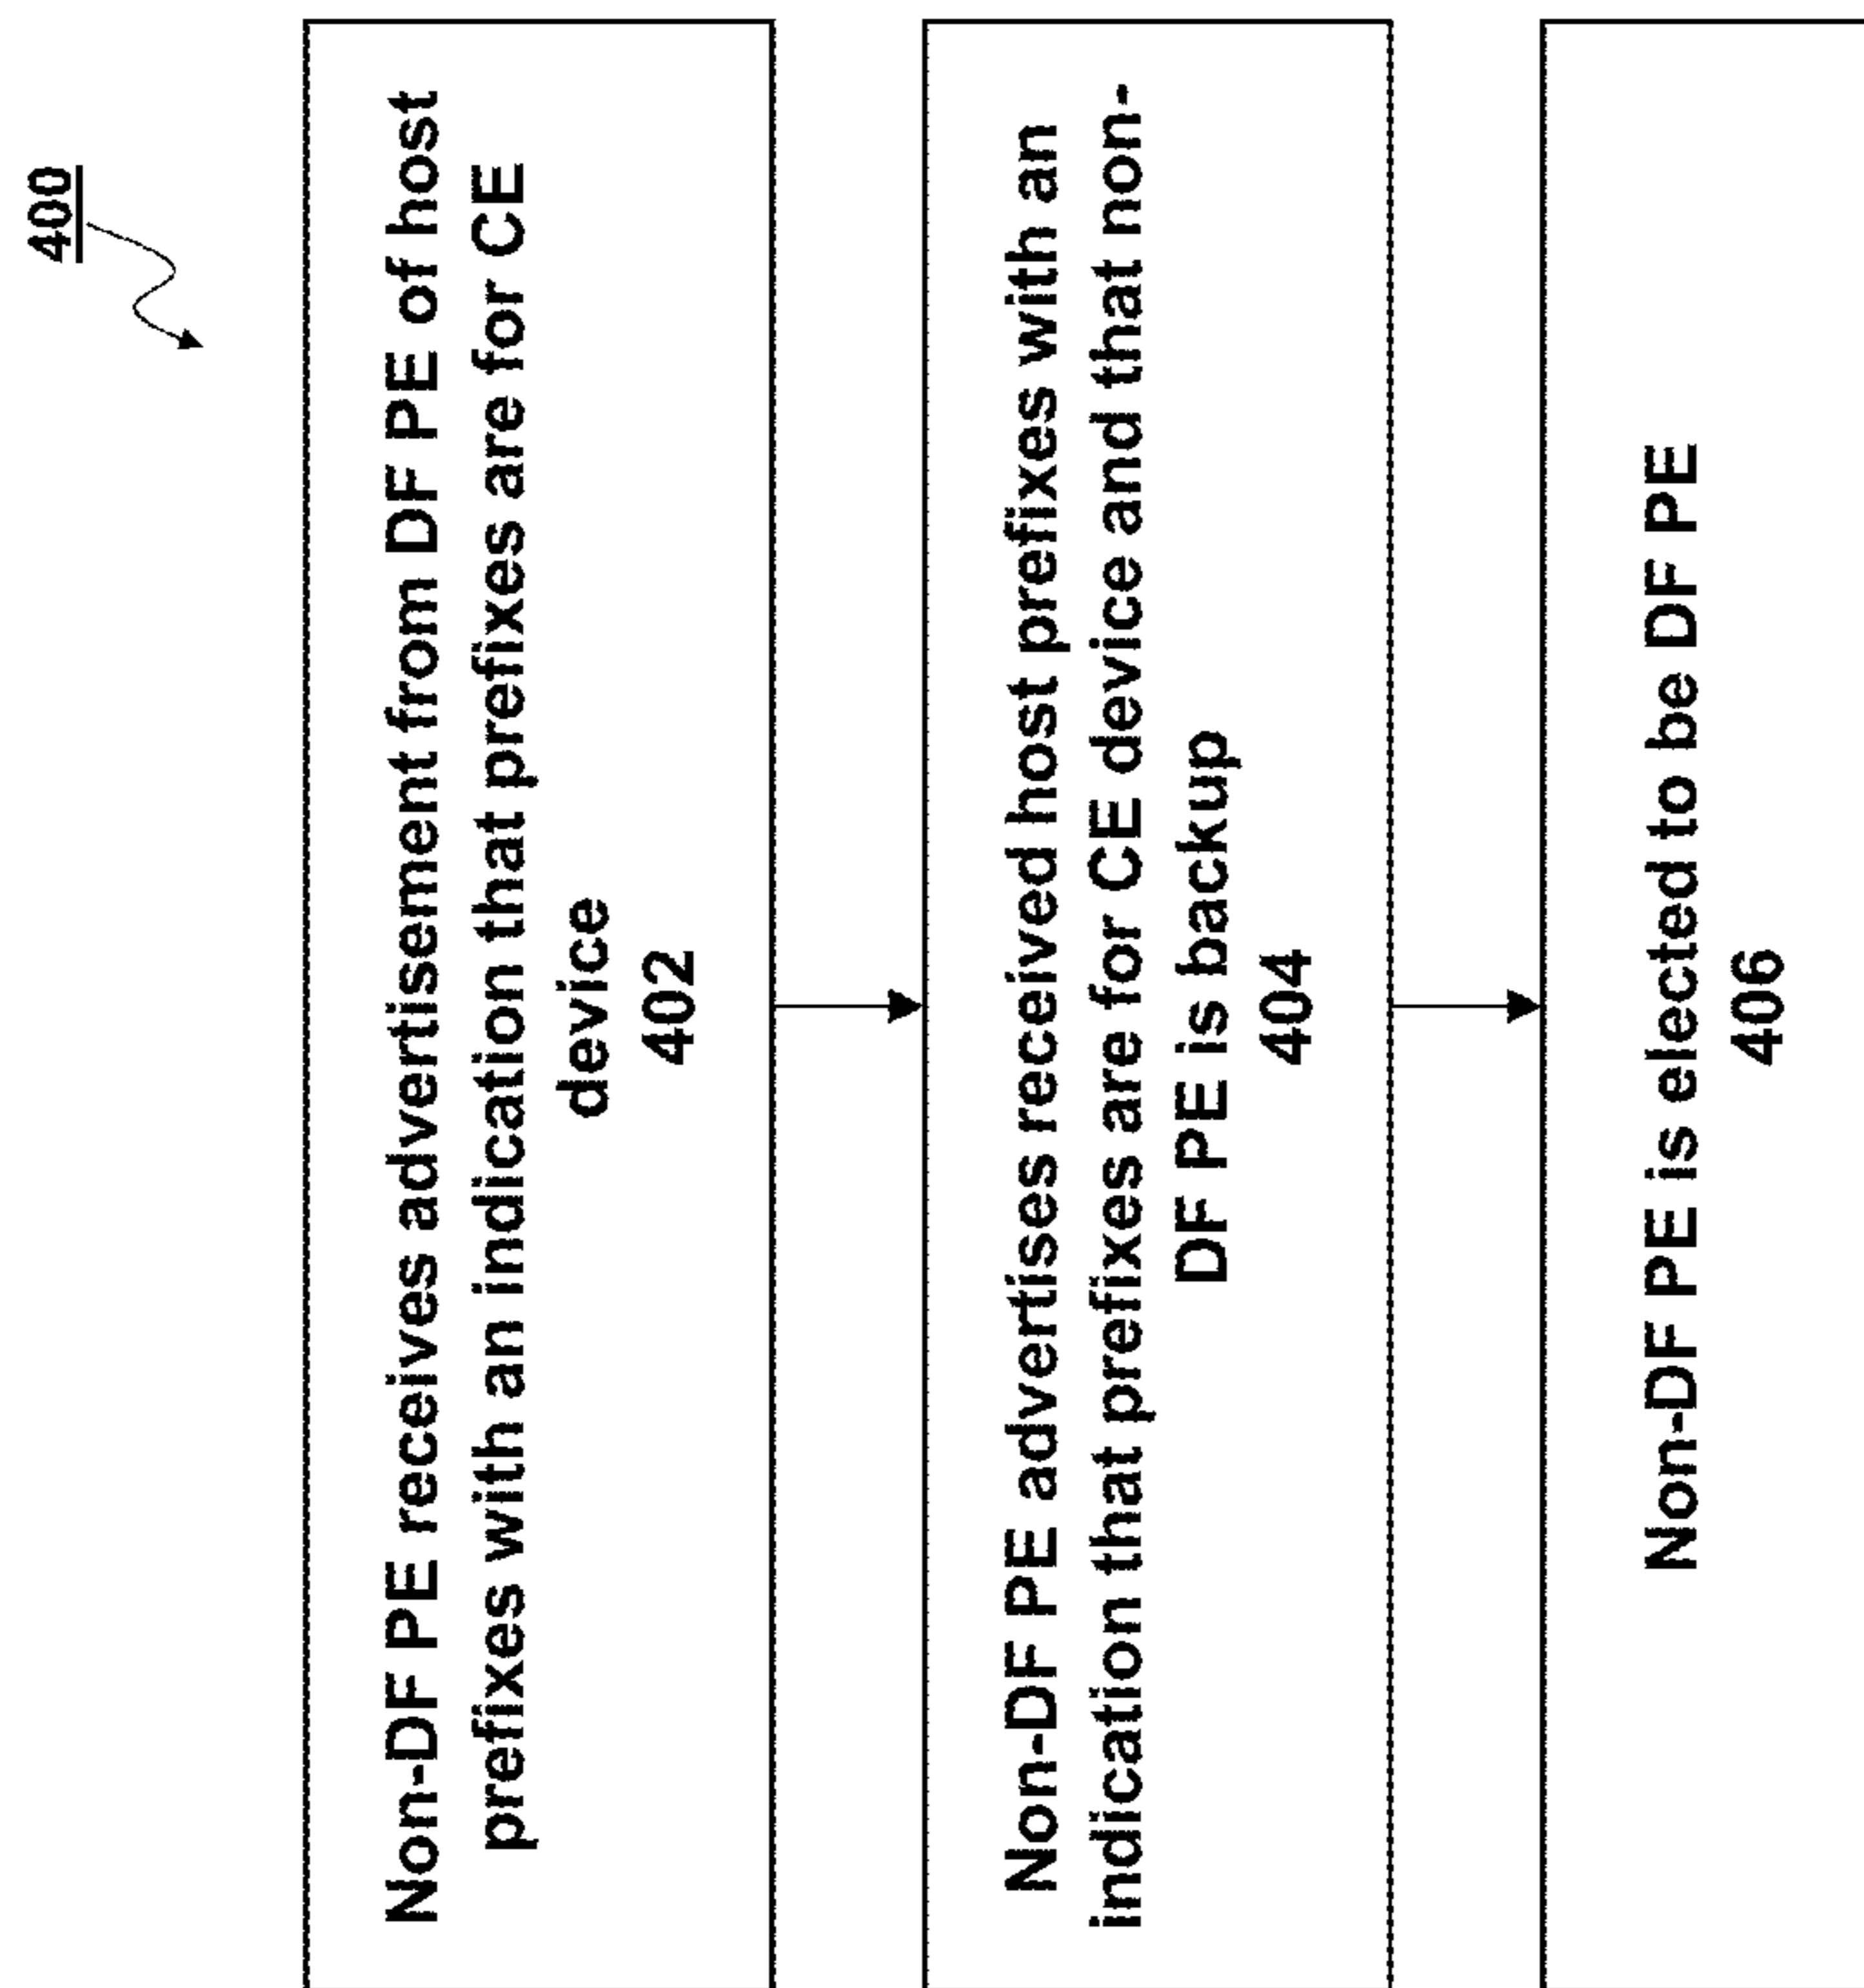 400
Non-DF PE receives advertisement from DF PE of host
prefixes with an indication that prefixes are for CE
device
402
Non-DF PE advertises received host prefixes with an
indication that prefixes are for CE device and that non-
DF PE is backup
404
Non-DF PE is elected to be DF PE
406